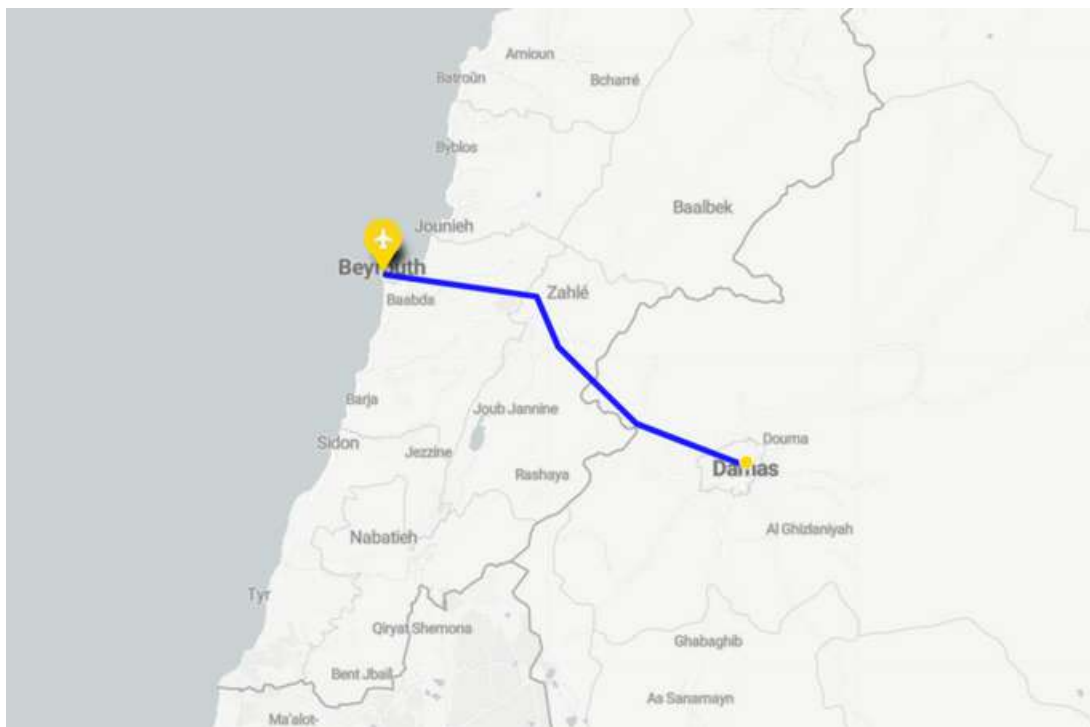 Amioun
Batroûn
Bcharré
Byblos
Baalbek
Jounieh
Beyrouth
Zahlé
Baabda
Barja
Joub Jannine
Sidon
Jezzine
Douma
Damas
Rashaya
Al Ghizlaniyah
Nabatieh
Tyr
Qiryat Shemona
Ghabaghib
Bent Jbaïl
As Sanamayn
Ma'alot-